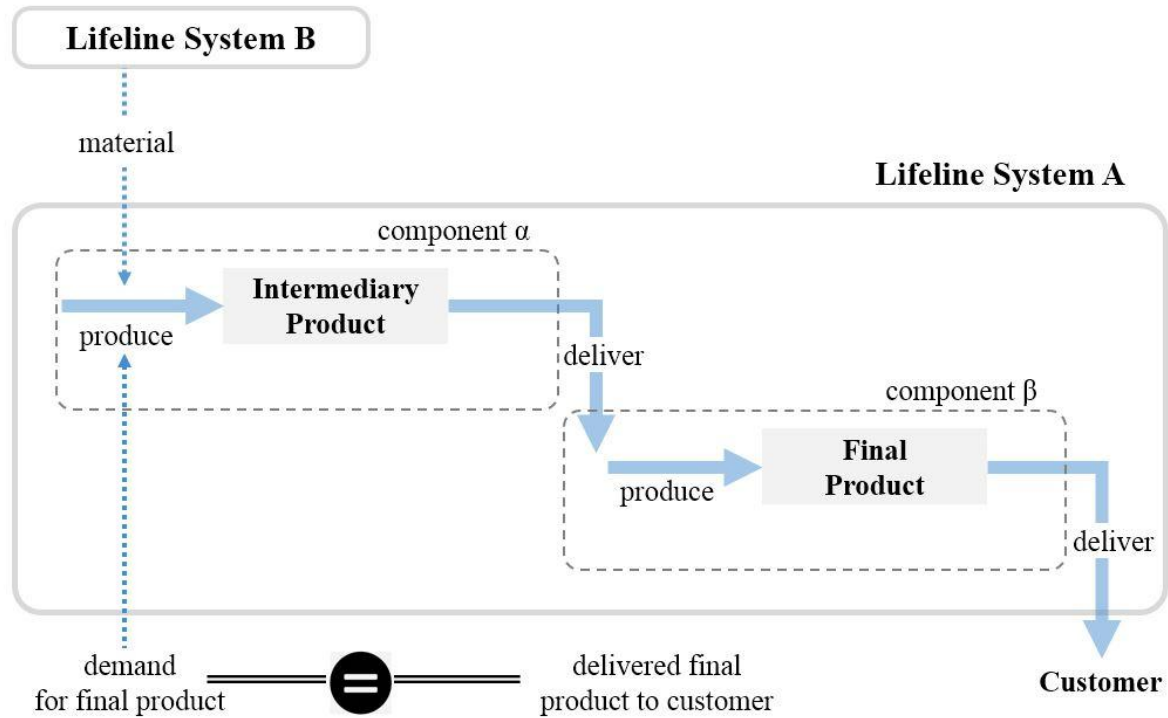 Lifeline System B
material
Lifeline System A
component α
Intermediary
Product
produce
deliver
component β
Final
Product
produce
deliver
demand
for final product
=
delivered final
product to customer
Customer